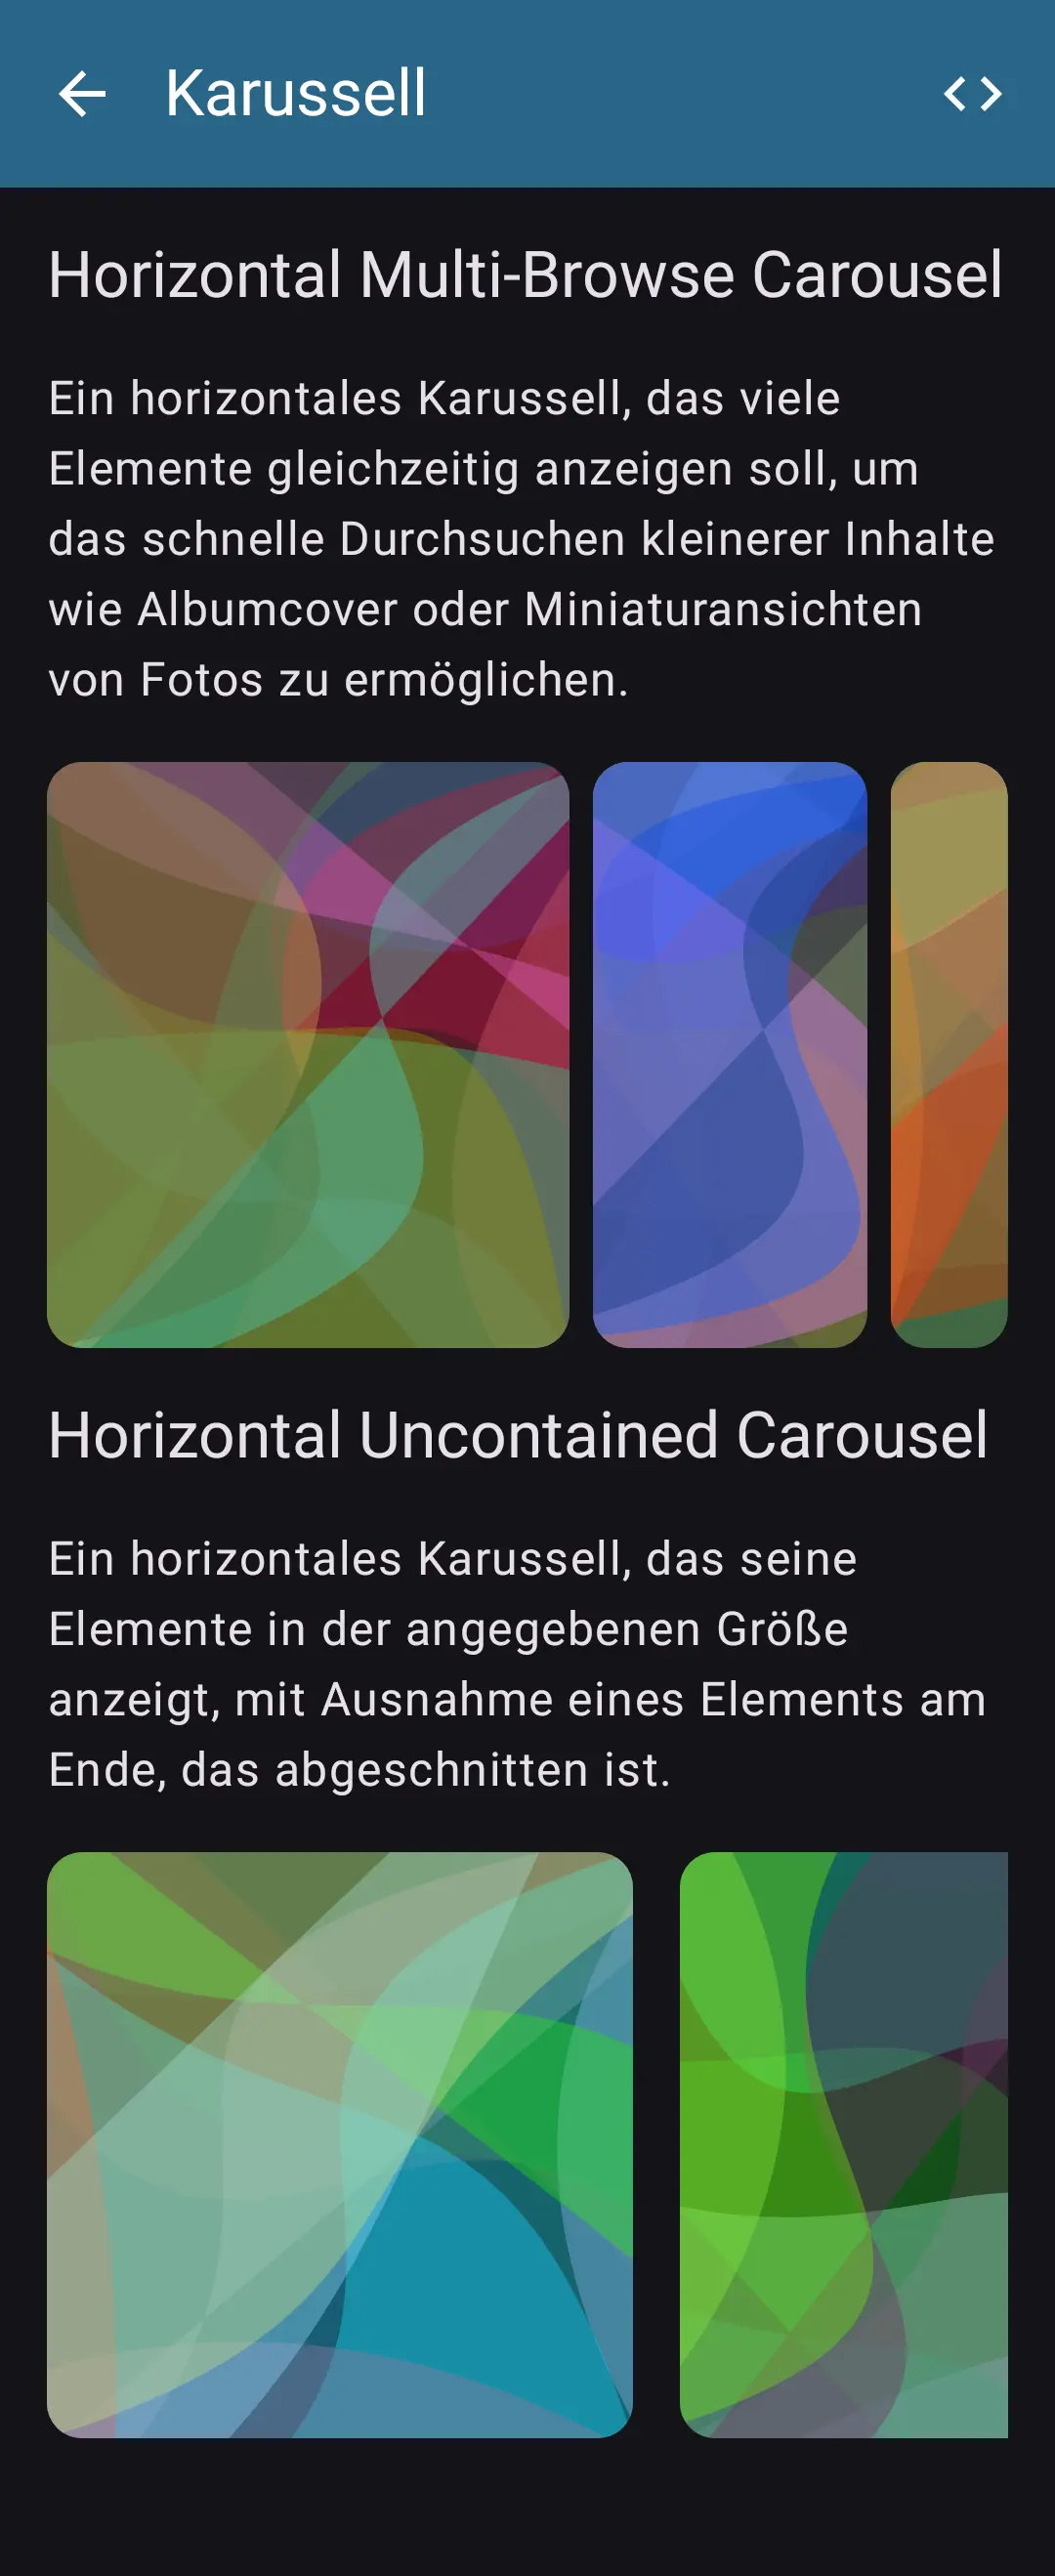 Karussell
Horizontal Multi-Browse Carousel
Ein horizontales Karussell, das viele
Elemente gleichzeitig anzeigen soll, um
das schnelle Durchsuchen kleinerer Inhalte
wie Albumcover oder Miniaturansichten
von Fotos zu ermöglichen.
Horizontal Uncontained Carousel
Ein horizontales Karussell, das seine
Elemente in der angegebenen Größe
anzeigt, mit Ausnahme eines Elements am
Ende, das abgeschnitten ist.